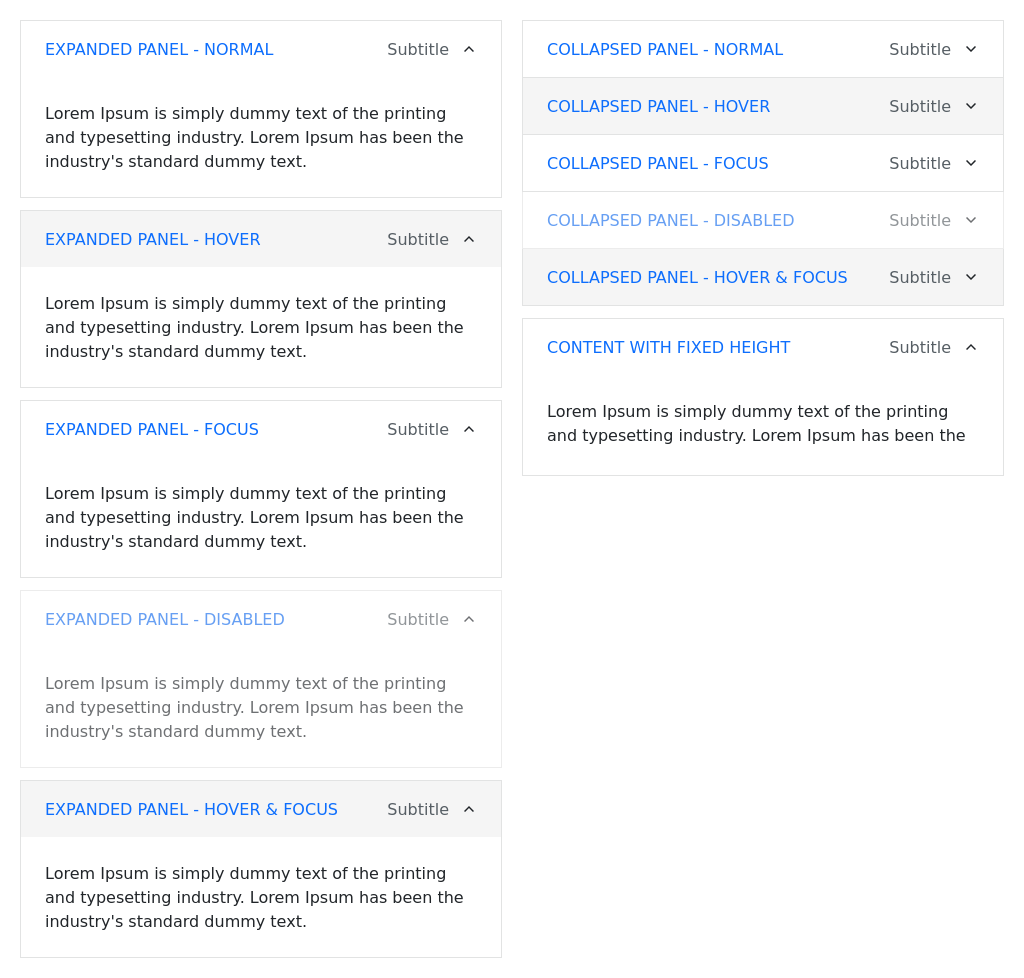 EXPANDED PANEL - NORMAL Subtitle
Lorem Ipsum is simply dummy text of the printing
and typesetting industry. Lorem Ipsum has been the
industry's standard dummy text.
EXPANDED PANEL - HOVER Subtitle
Lorem Ipsum is simply dummy text of the printing
and typesetting industry. Lorem Ipsum has been the
industry's standard dummy text.
EXPANDED PANEL - FOCUS Subtitle
Lorem Ipsum is simply dummy text of the printing
and typesetting industry. Lorem Ipsum has been the
industry's standard dummy text.
EXPANDED PANEL - DISABLED Subtitle
Lorem Ipsum is simply dummy text of the printing
and typesetting industry. Lorem Ipsum has been the
industry's standard dummy text.
EXPANDED PANEL - HOVER & FOCUS Subtitle
Lorem Ipsum is simply dummy text of the printing
and typesetting industry. Lorem Ipsum has been the
industry's standard dummy text.
COLLAPSED PANEL - NORMAL Subtitle
COLLAPSED PANEL - HOVER Subtitle
COLLAPSED PANEL - FOCUS Subtitle
COLLAPSED PANEL - DISABLED Subtitle
COLLAPSED PANEL - HOVER & FOCUS Subtitle
CONTENT WITH FIXED HEIGHT Subtitle
Lorem Ipsum is simply dummy text of the printing
and typesetting industry. Lorem Ipsum has been the